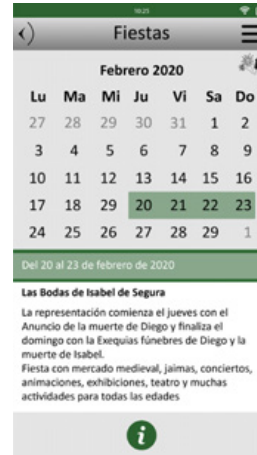 10:25
Fiestas
Febrero 2020
Lu Ma Mi Ju Vi Sa Do
27 28 29 30 31 1 2
3 4 5 6 7 8 9
10 11 12 13 14 15 16
17 18 29 20 21 22 23
24 25 26 27 28 29 1
Del 20 al 23 de febrero de 2020
Las Bodas de Isabel de Segura
La representación comienza el jueves con el
Anuncio de la muerte de Diego y finaliza el
domingo con la Exequias fúnebres de Diego y la
muerte de Isabel.
Fiesta con mercado medieval, jaimas, conciertos,
animaciones, exhibiciones, teatro y muchas
actividades para todas las edades
i